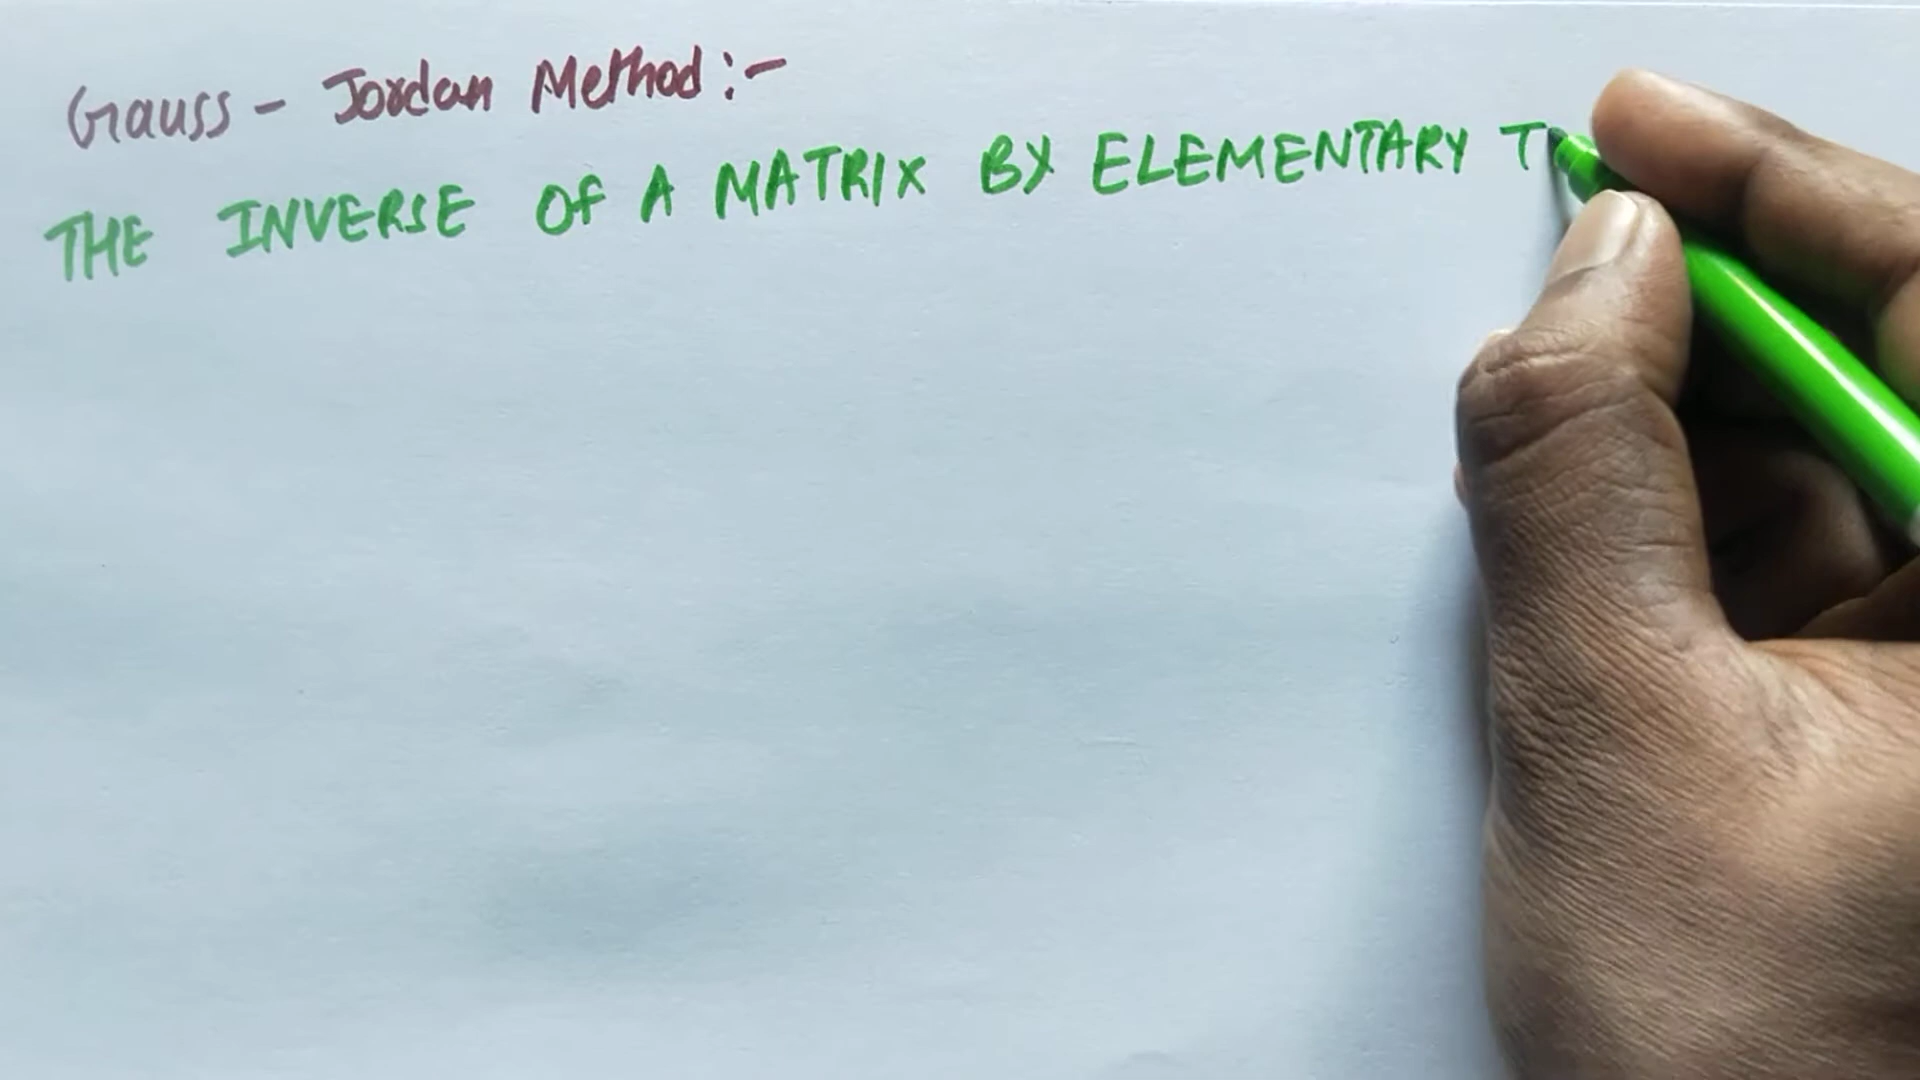 Gauss - Jordan Method :-
THE INVERSE OF A MATRIX BY ELEMENTARY T